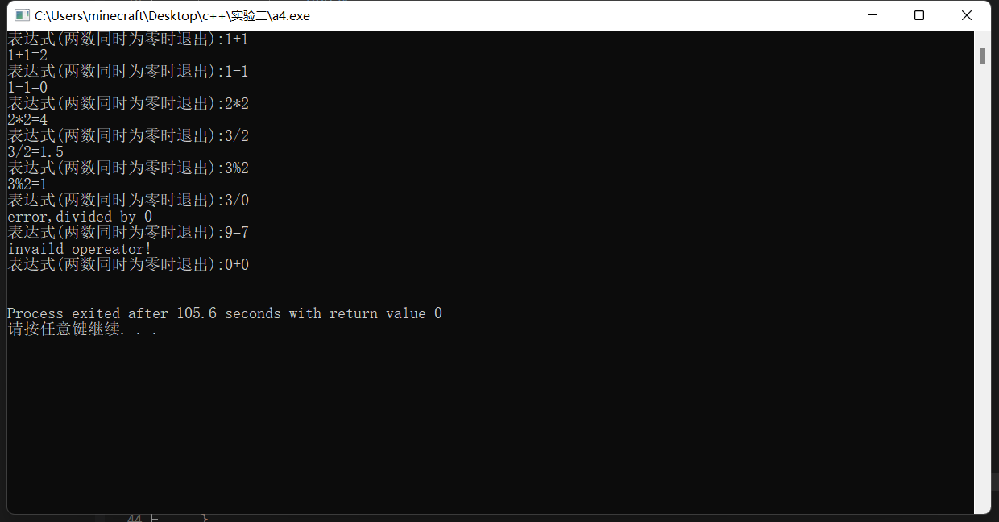 C:\Users\minecraft\Desktop\c++\实验二\a4.exe
表达式(两数同时为零时退出):1+1
1+1=2
表达式(两数同时为零时退出):1-1
1-1=0
表达式(两数同时为零时退出):2*2
2*2=4
表达式(两数同时为零时退出):3/2
3/2=1.5
表达式(两数同时为零时退出):3%2
3%2=1
表达式(两数同时为零时退出):3/0
error,divided by 0
表达式(两数同时为零时退出):9=7
invaild opereator!
表达式(两数同时为零时退出):0+0
--------------------------------
Process exited after 105.6 seconds with return value 0
请按任意键继续. . .
44 }